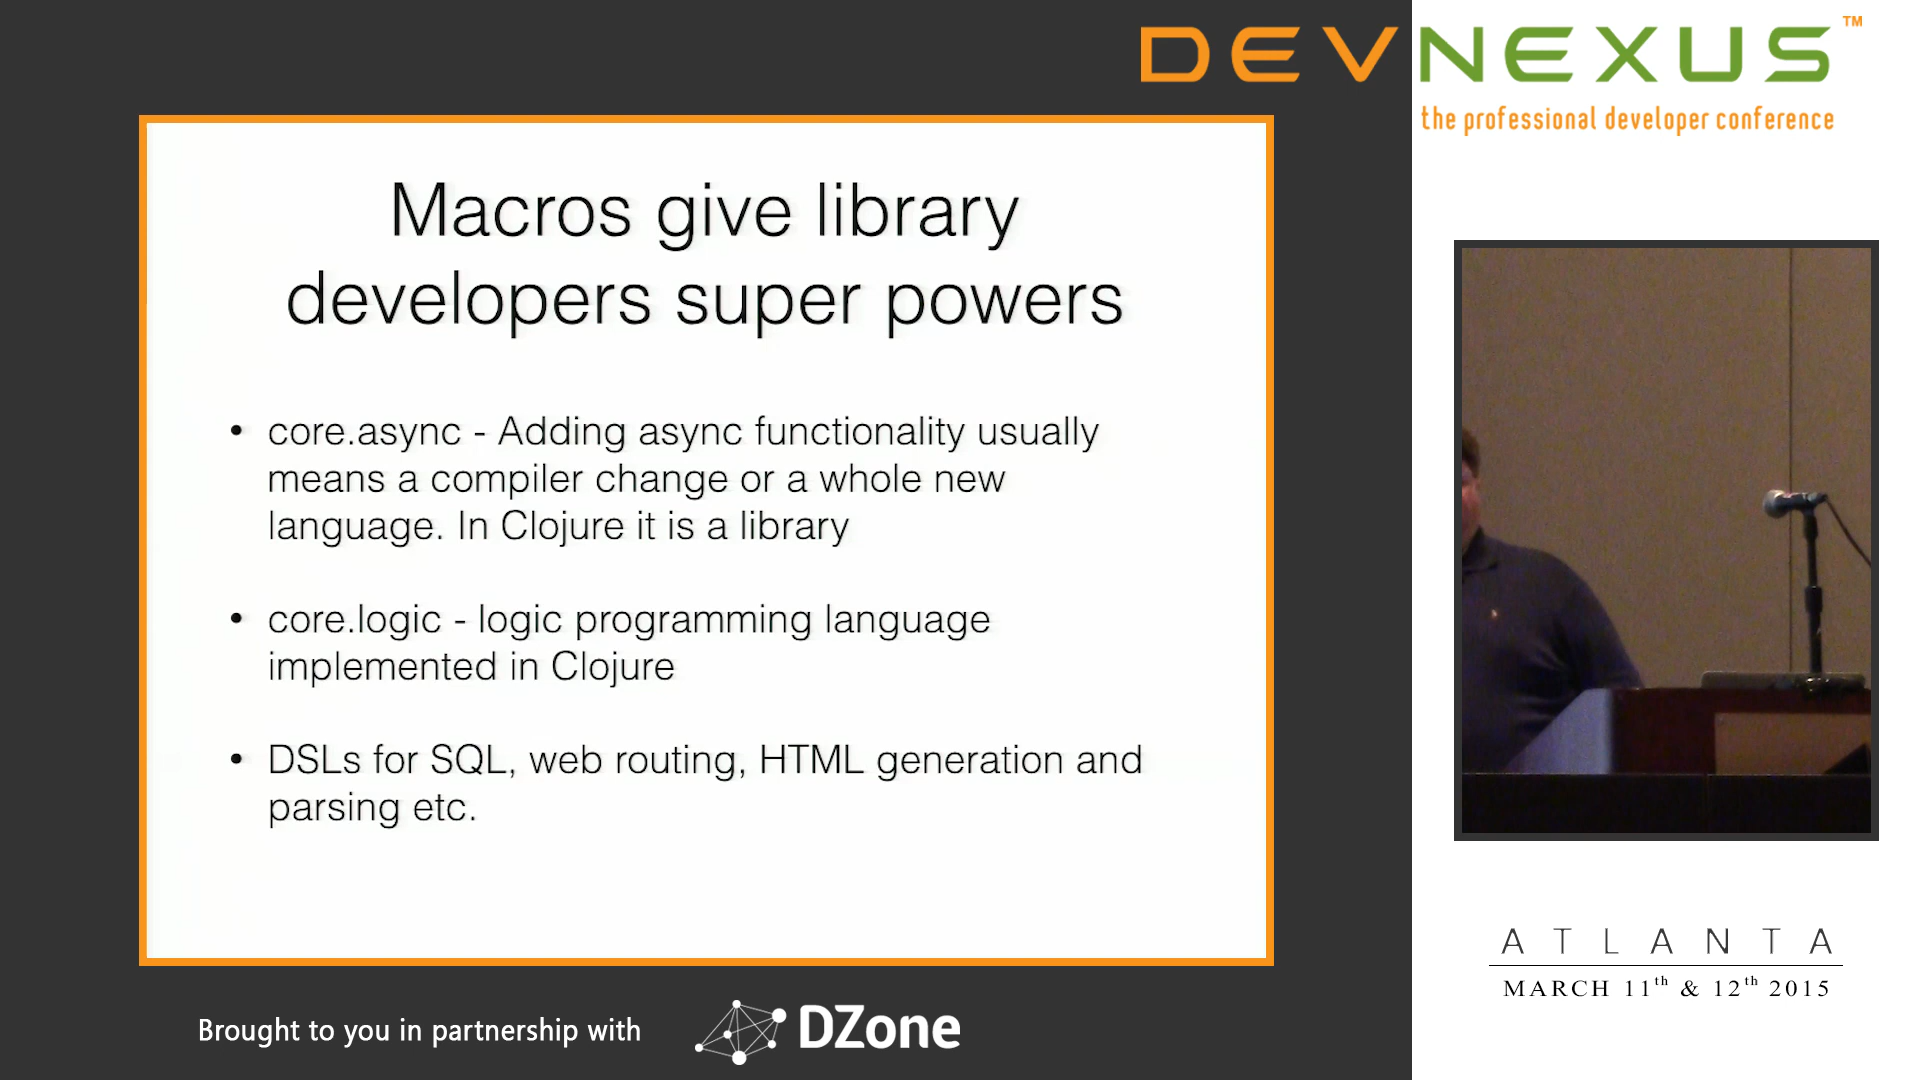 DEVNEXUS™
the professional developer conference
Macros give library
developers super powers
• core.async - Adding async functionality usually
means a compiler change or a whole new
language. In Clojure it is a library
• core.logic - logic programming language
implemented in Clojure
• DSLs for SQL, web routing, HTML generation and
parsing etc.
ATLANTA
MARCH 11th & 12th 2015
Brought to you in partnership with
DZone